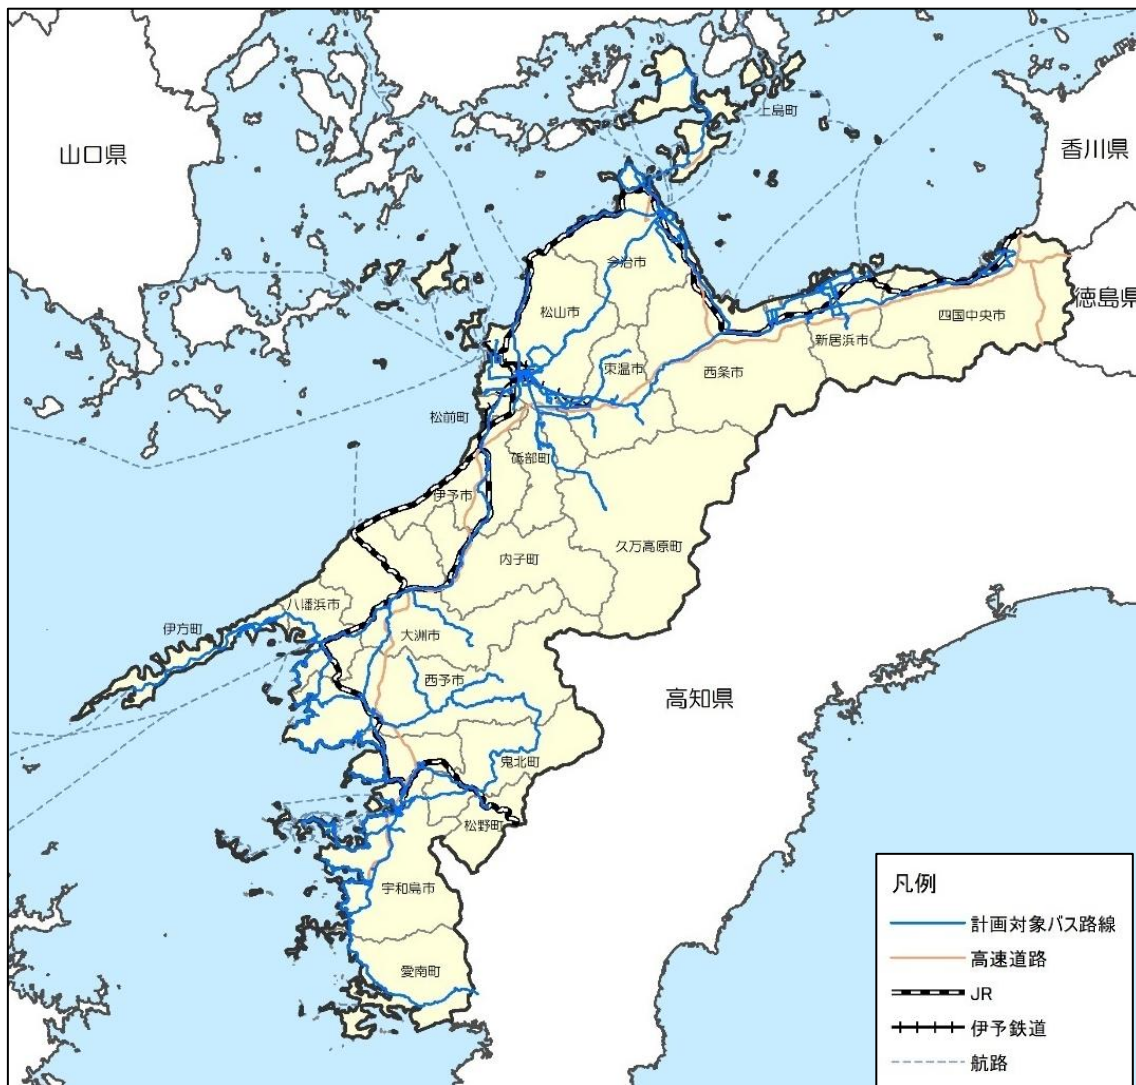 上島町
山口県
香川県
今治市
徳島県
松山市
四国中央市
新居浜市
東温市
西条市
松前町
砥部町
伊予市
久万高原町
内子町
八幡浜市
伊方町
大洲市
西予市
高知県
鬼北町
松野町
宇和島市
愛南町
凡例
計画対象バス路線
高速道路
JR
伊予鉄道
航路